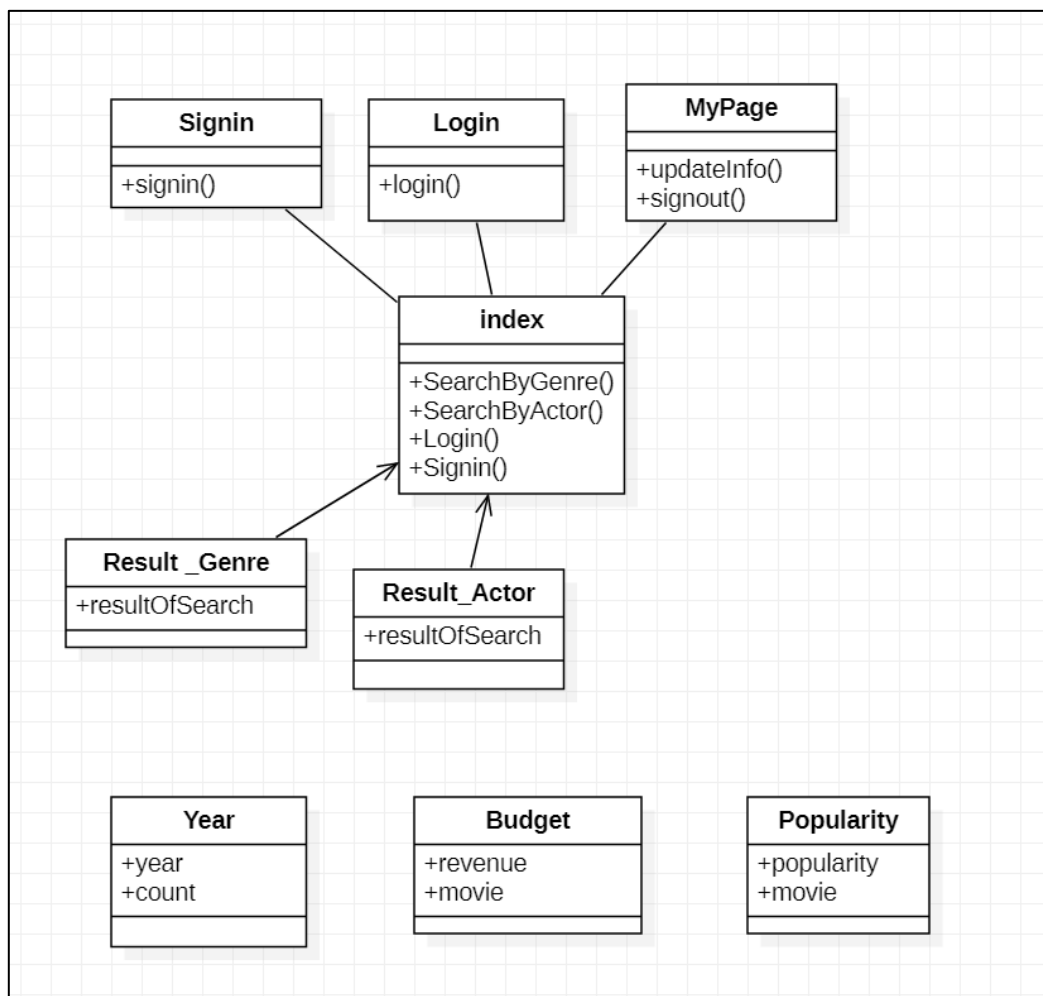 Signin
+signin()
Login
+login()
MyPage
+updateInfo()
+signout()
index
+SearchByGenre()
+SearchByActor()
+Login()
+Signin()
Result _Genre
+resultOfSearch
Result_Actor
+resultOfSearch
Year
+year
+count
Budget
+revenue
+movie
Popularity
+popularity
+movie